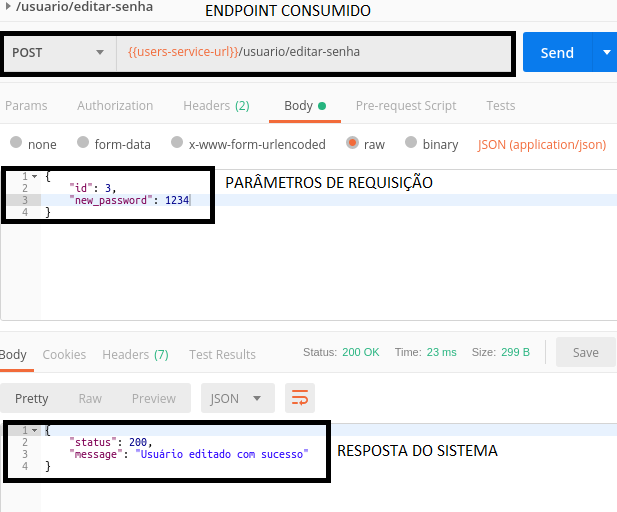 /usuario/editar-senha ENDPOINT CONSUMIDO
POST {{users-service-url}}/usuario/editar-senha Send
Params Authorization Headers (2) Body Pre-request Script Tests
none form-data x-www-form-urlencoded raw binary JSON (application/json)
1 { PARÂMETROS DE REQUISIÇÃO
2 "id": 3,
3 "new_password": 1234
4 }
Body Cookies Headers (7) Test Results Status: 200 OK Time: 23 ms Size: 299 B Save
Pretty Raw Preview JSON
1 {
2 "status": 200,
3 "message": "Usuário editado com sucesso" RESPOSTA DO SISTEMA
4 }